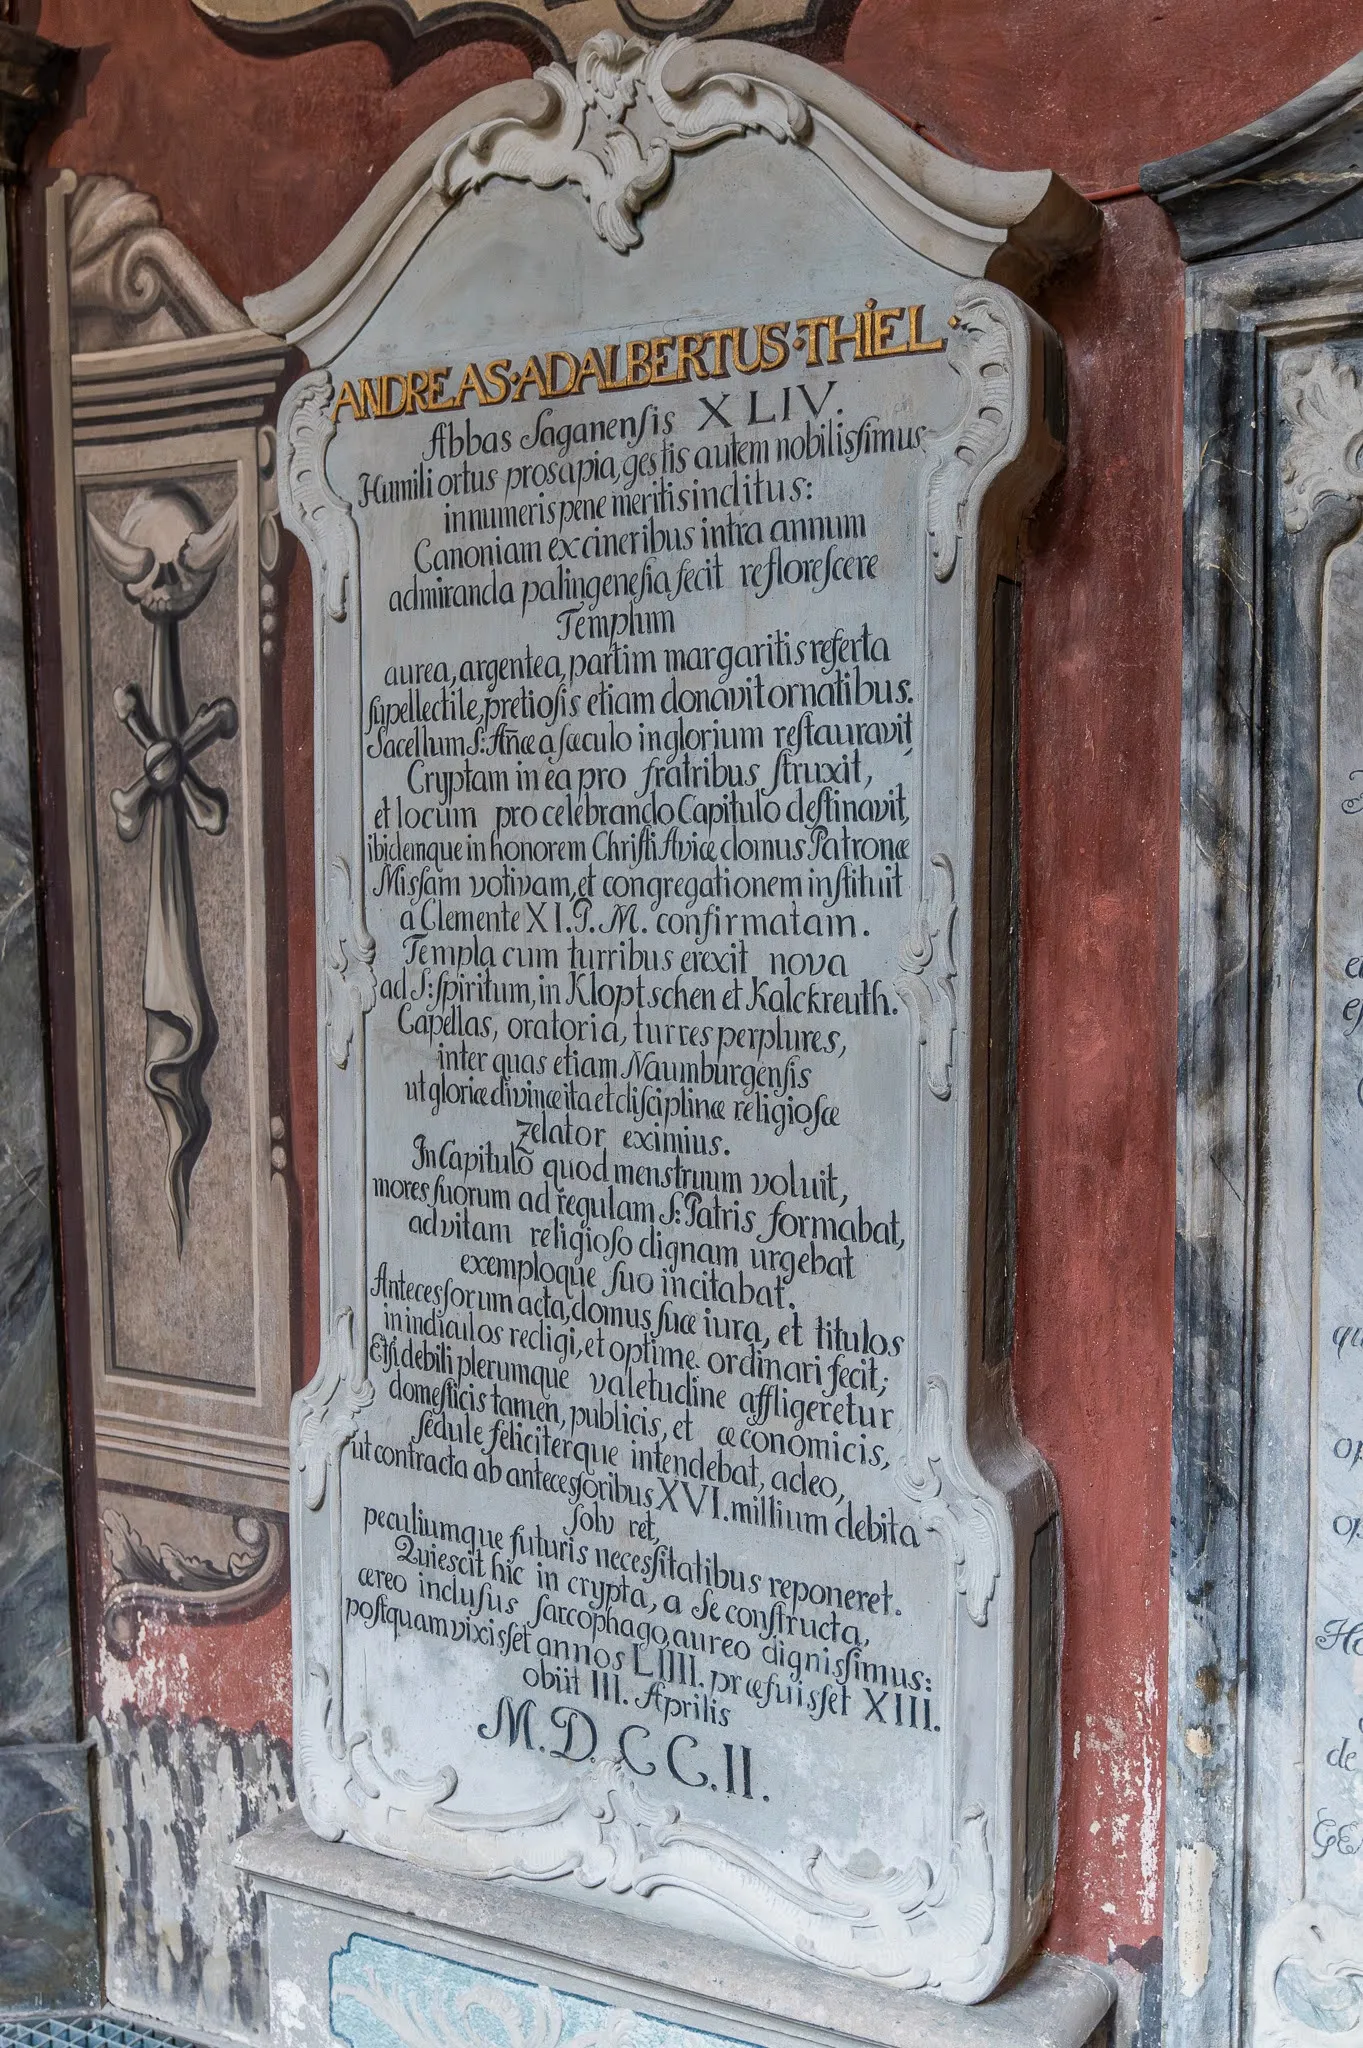 ANDREAS·ADALBERTUS·THIEL·
Abbas Saganenſis XLIV.
Humili ortus prosapia, gestis autem nobilisſimus,
innumeris pene meritis inclitus:
Canoniam ex cineribus intra annum
admiranda palingeneſia fecit refloreſcere
Templum
aurea, argentea, partim margaritis referta
ſupellectile, pretioſis etiam donavit ornatibus.
Sacellum S: Añæ a ſæculo inglorium reſtauravit,
Cryptam in ea pro fratribus ſtruxit,
et locum pro celebrando Capitulo deſtinavit,
ibidemque in honorem Chriſti Aviæ domus Patronæ
Misſam votivam, et congregationem inſtituit
a Clemente XI. P. M. confirmatam.
Templa cum turribus erexit nova
ad S: ſpiritum, in Kloptschen et Kalckreuth.
Capellas, oratoria, turres perplures,
inter quas etiam Naumburgenſis
ut gloriæ divinæ ita et diſciplinæ religioſæ
zelator eximius.
In Capitulo quod menstruum voluit,
mores ſuorum ad regulam S: Patris formabat,
ad vitam religioſo dignam urgebat
exemploque ſuo incitabat.
Antecesſorum acta, domus ſuæ iura, et titulos
in indiculos redigi, et optime ordinari fecit;
Etſi debili plerumque valetudine affligeretur
domeſticis tamen, publicis, et œconomicis,
ſedule feliciterque intendebat, adeo,
ut contracta ab antecesſoribus XVI. millium debita
ſolv ret,
peculiumque futuris necesſitatibus reponeret.
Quiescit hic in crypta, a Se conſtructa,
æreo incluſus ſarcophago, aureo dignisſimus:
poſtquam vixisſet annos LIIII. præfuisſet XIII.
obiit III. Aprilis
M.D.CC.II.